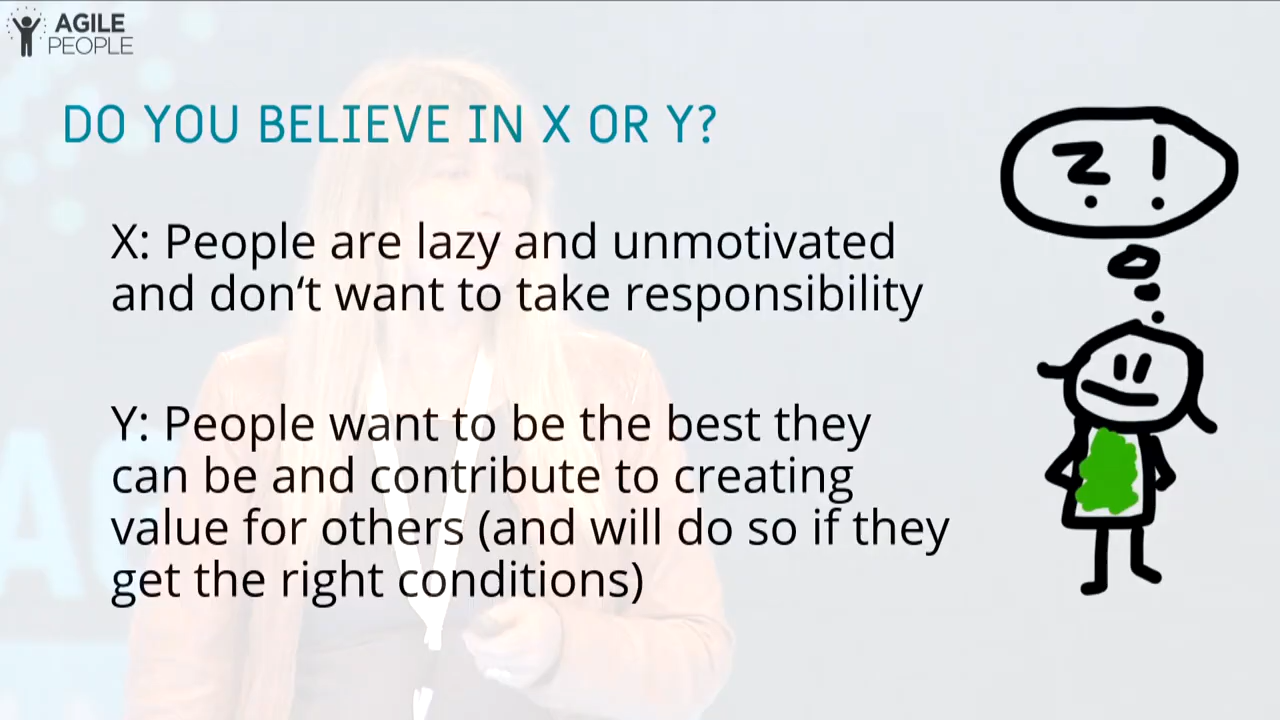 AGILE
PEOPLE
DO YOU BELIEVE IN X OR Y?
? !
X: People are lazy and unmotivated
and don‘t want to take responsibility
Y: People want to be the best they
can be and contribute to creating
value for others (and will do so if they
get the right conditions)